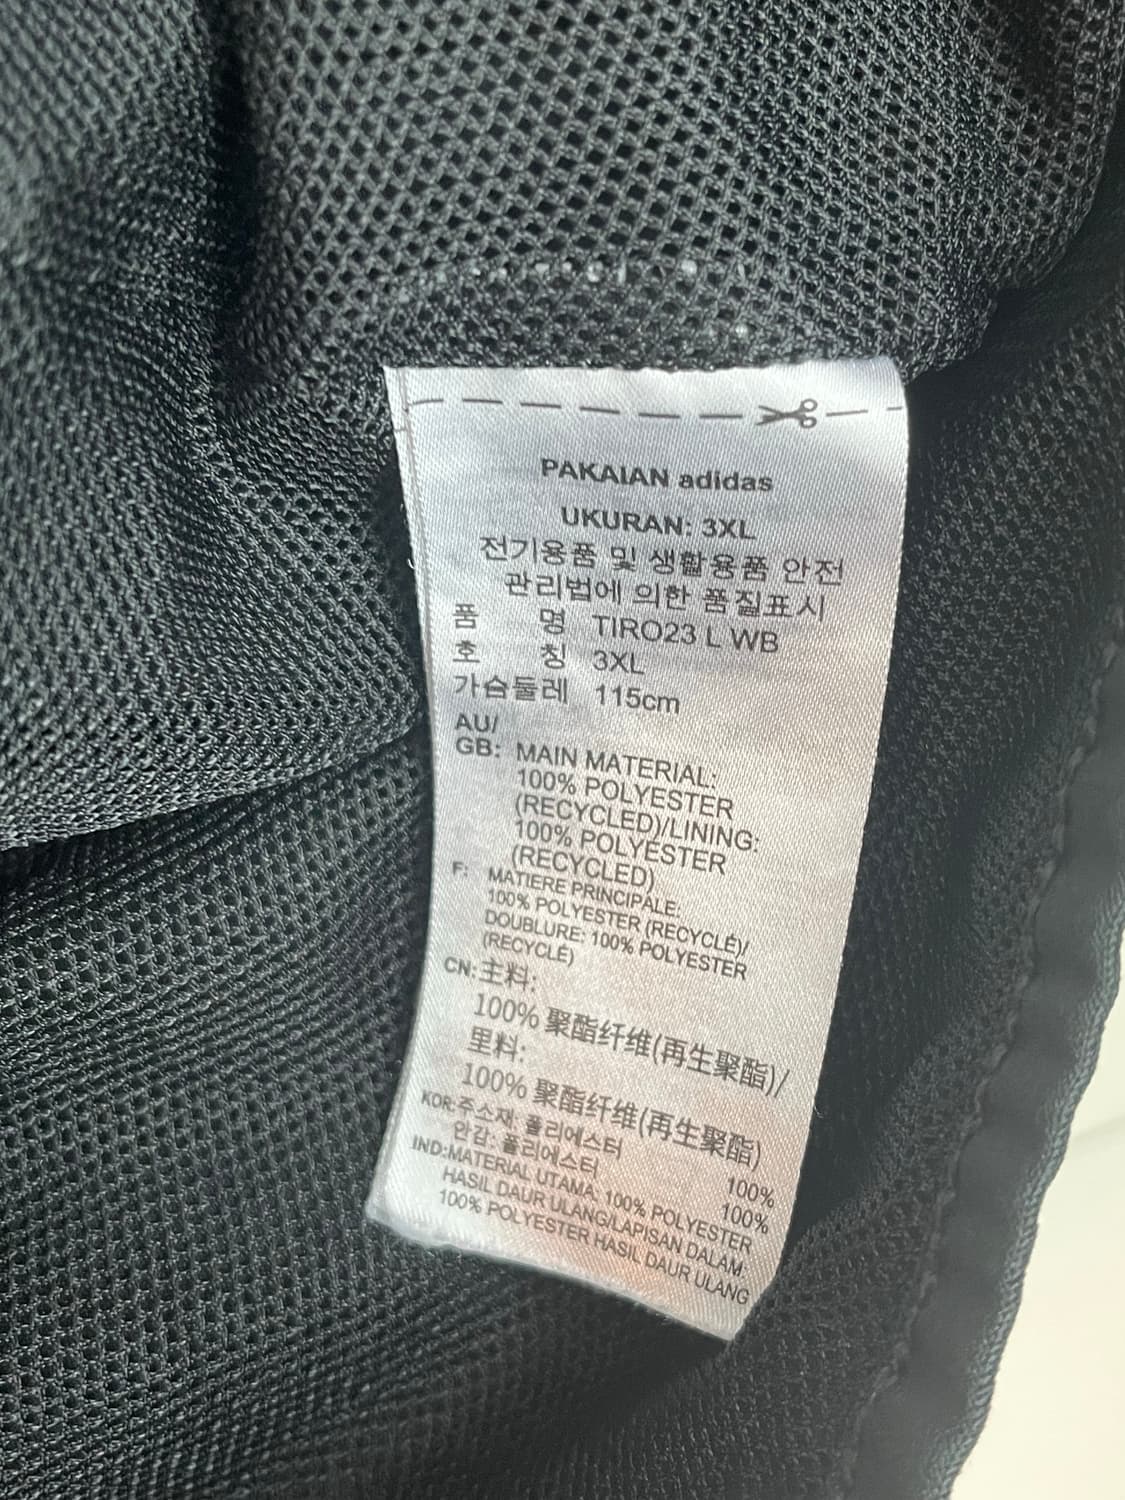 PAKAIAN adidas
UKURAN: 3XL
전기용품 및 생활용품 안전
관리법에 의한 품질표시
품 명 TIRO23 L WB
호 칭 3XL
가슴둘레 115cm
AU/
GB: MAIN MATERIAL:
100% POLYESTER
(RECYCLED)/LINING:
100% POLYESTER
(RECYCLED)
F: MATIERE PRINCIPALE:
100% POLYESTER (RECYCLÉ)/
DOUBLURE: 100% POLYESTER
(RECYCLÉ)
CN: 主料:
100% 聚酯纤维(再生聚酯)/
里料:
100% 聚酯纤维(再生聚酯)
KOR: 주소재: 폴리에스터 100%
안감: 폴리에스터 100%
IND: MATERIAL UTAMA: 100% POLYESTER
HASIL DAUR ULANG/LAPISAN DALAM:
100% POLYESTER HASIL DAUR ULANG